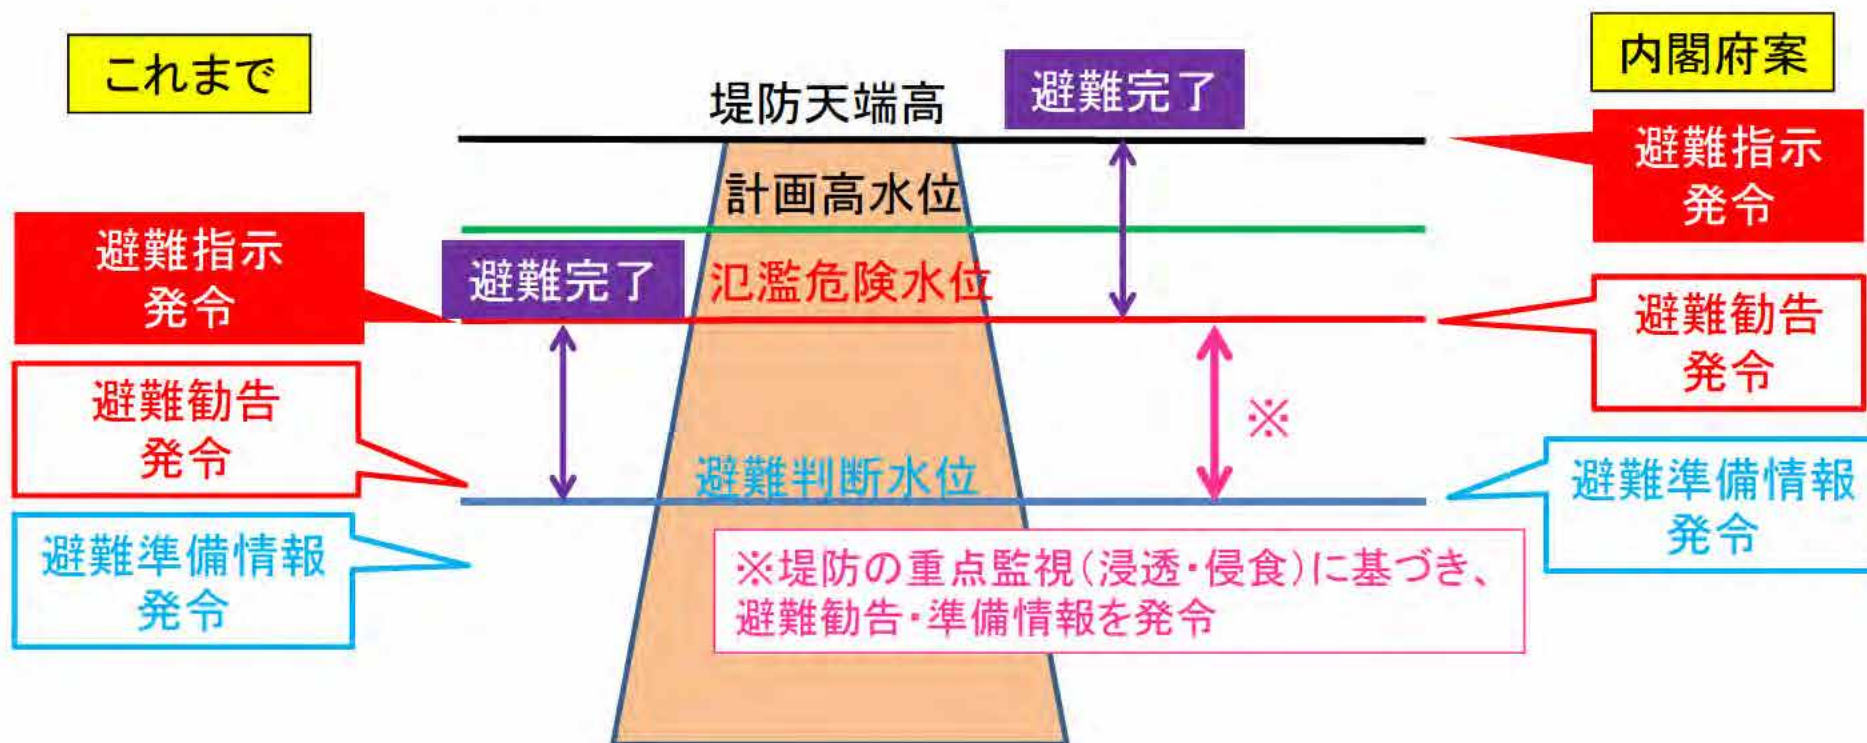 これまで
内閣府案
堤防天端高
避難完了
避難指示
発令
計画高水位
避難指示
発令
避難完了
氾濫危険水位
避難勧告
発令
避難勧告
発令
※
避難判断水位
避難準備情報
発令
避難準備情報
発令
※堤防の重点監視(浸透・侵食)に基づき、
避難勧告・準備情報を発令